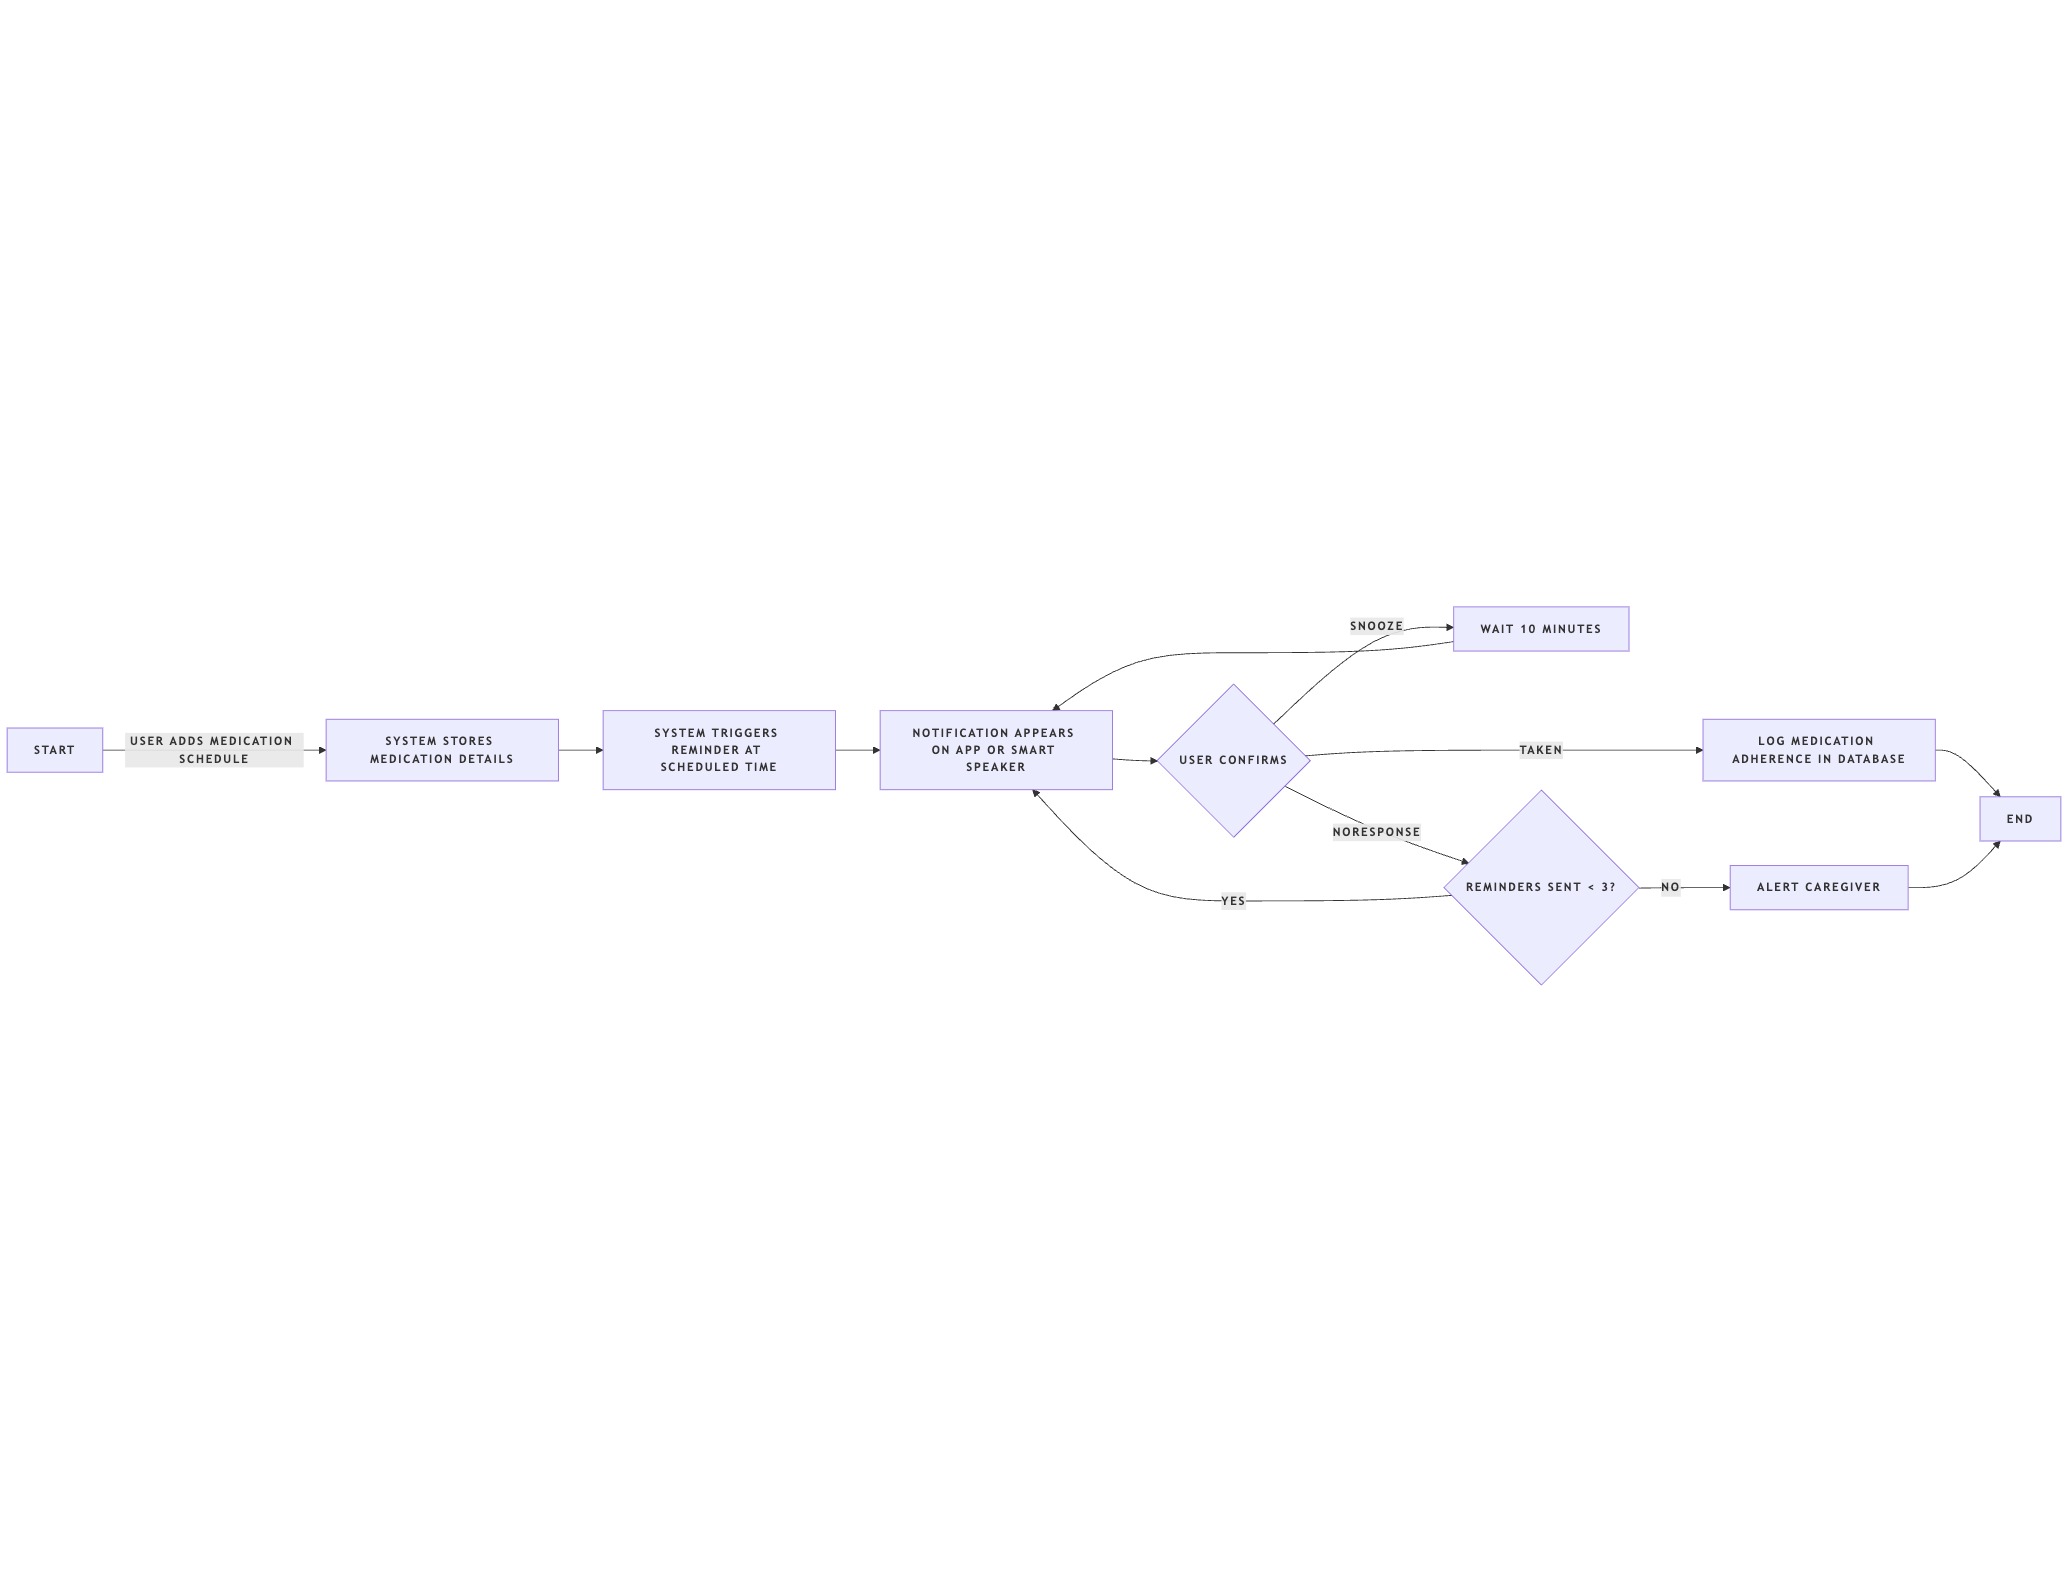 START
USER ADDS MEDICATION
SCHEDULE
SYSTEM STORES
MEDICATION DETAILS
SYSTEM TRIGGERS
REMINDER AT
SCHEDULED TIME
NOTIFICATION APPEARS
ON APP OR SMART
SPEAKER
USER CONFIRMS
SNOOZE
WAIT 10 MINUTES
TAKEN
LOG MEDICATION
ADHERENCE IN DATABASE
NORESPONSE
REMINDERS SENT < 3?
YES
NO
ALERT CAREGIVER
END